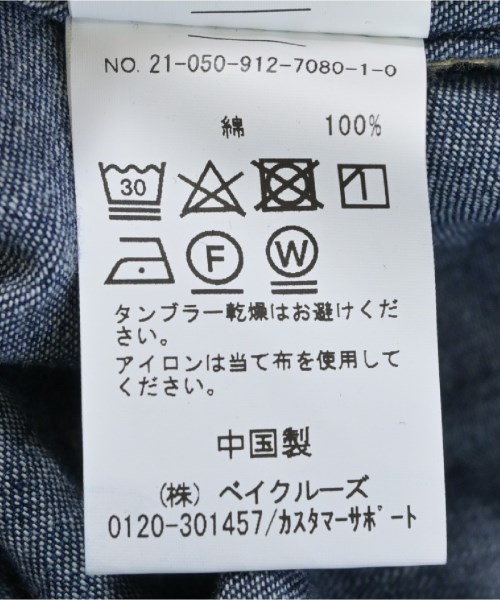 NO. 21-050-912-7080-1-0
綿 100%
30
F W
タンブラー乾燥はお避けくだ
さい。
アイロンは当て布を使用して
ください。
中国製
(株) ベイクルーズ
0120-301457/カスタマーサポート